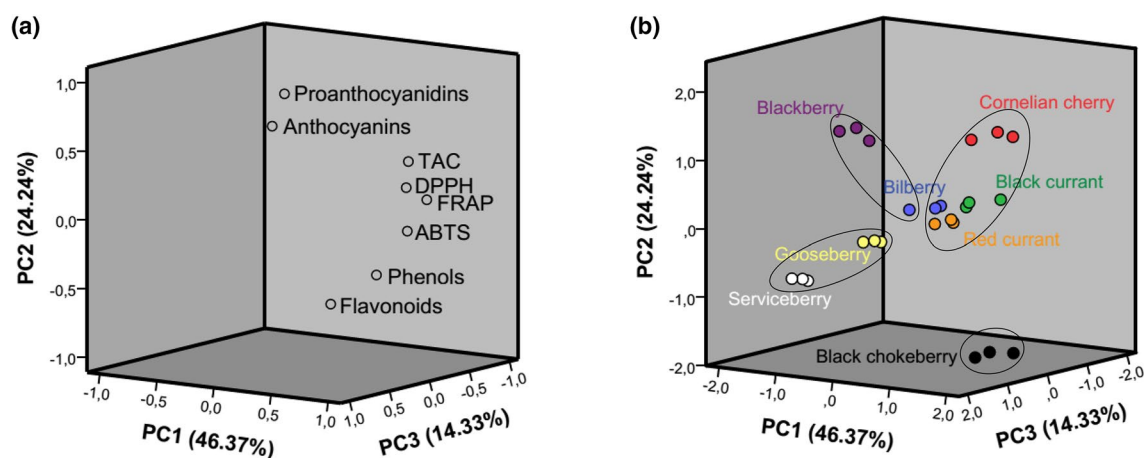 (a)
PC2 (24.24%)
1,0
0,5
0,0
-0,5
-1,0
Proanthocyanidins
Anthocyanins
TAC
DPPH
FRAP
ABTS
Phenols
Flavonoids
-1,0 -0,5 0,0 0,5 1,0
PC1 (46.37%)
1,0 0,5 0,0 -0,5 -1,0
PC3 (14.33%)
(b)
PC2 (24.24%)
2,0
1,0
,0
-1,0
-2,0
Blackberry
Cornelian cherry
Bilberry
Black currant
Red currant
Gooseberry
Serviceberry
Black chokeberry
-2,0 -1,0 ,0 1,0 2,0
PC1 (46.37%)
2,0 1,0 ,0 -1,0 -2,0
PC3 (14.33%)